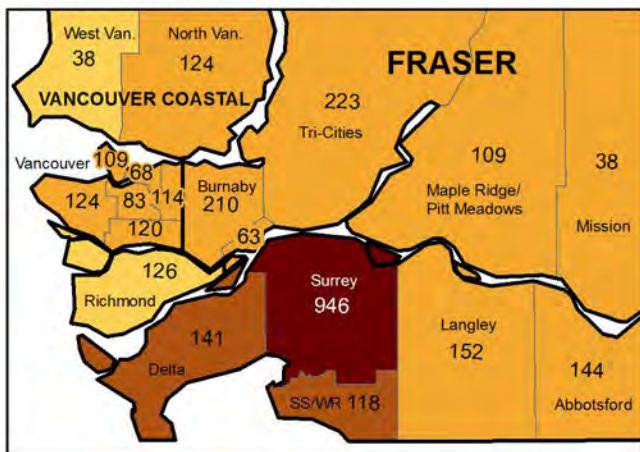 West Van.
38
North Van.
124
VANCOUVER COASTAL
FRASER
223
Tri-Cities
109
Maple Ridge/
Pitt Meadows
38
Mission
Vancouver
109
68
124
83
114
120
Burnaby
210
63
126
Richmond
Surrey
946
141
Delta
SS/WR 118
Langley
152
144
Abbotsford